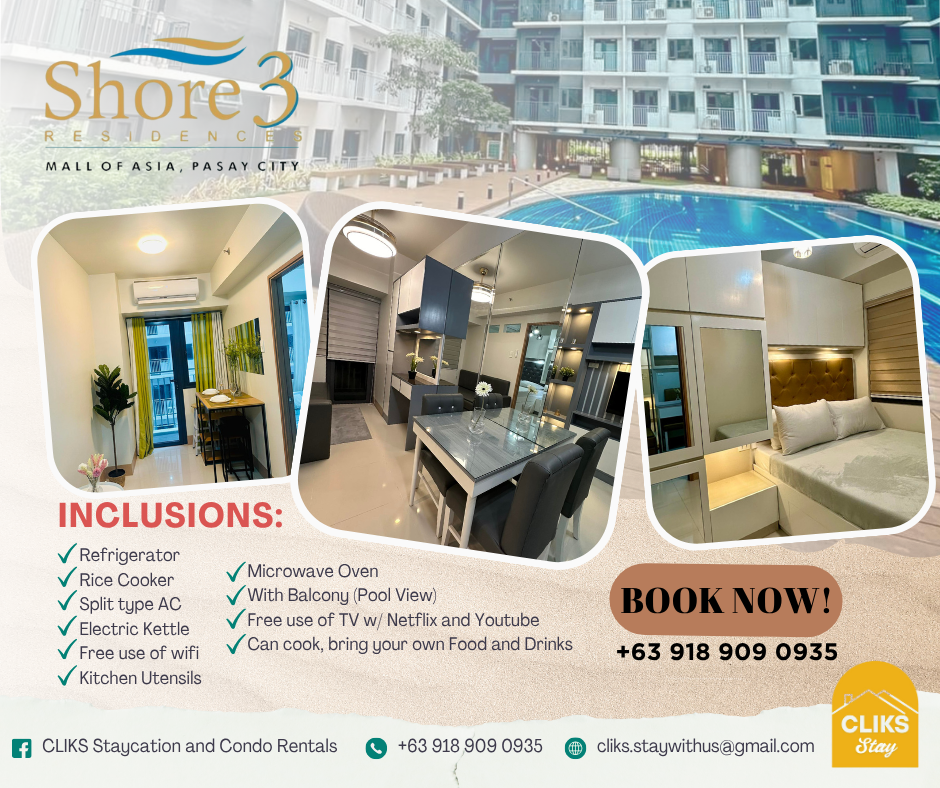 Shore 3
RESIDENCES
MALL OF ASIA, PASAY CITY
INCLUSIONS:
Refrigerator
Rice Cooker
Split type AC
Electric Kettle
Free use of wifi
Kitchen Utensils
Microwave Oven
With Balcony (Pool View)
Free use of TV w/ Netflix and Youtube
Can cook, bring your own Food and Drinks
BOOK NOW!
+63 918 909 0935
CLIKS
Stay
CLIKS Staycation and Condo Rentals
+63 918 909 0935
cliks.staywithus@gmail.com